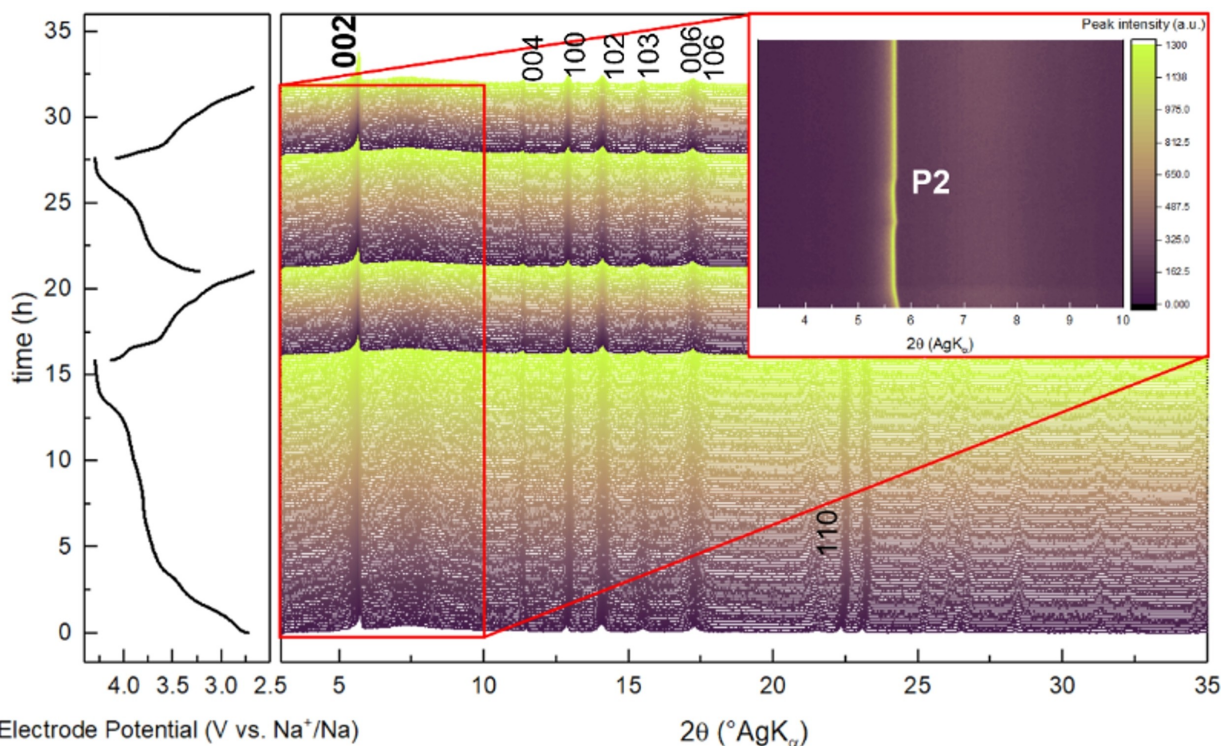 35
30
25
20
15
10
5
0
time (h)
4.0 3.5 3.0 2.5
Electrode Potential (V vs. Na⁺/Na)
002
004
100
102
103
006
106
110
5 10 15 20 25 30 35
2θ (°AgKα)
Peak intensity (a.u.)
1300
1138
975.0
812.5
650.0
487.5
325.0
162.5
0.000
P2
4 5 6 7 8 9 10
2θ (AgKα)